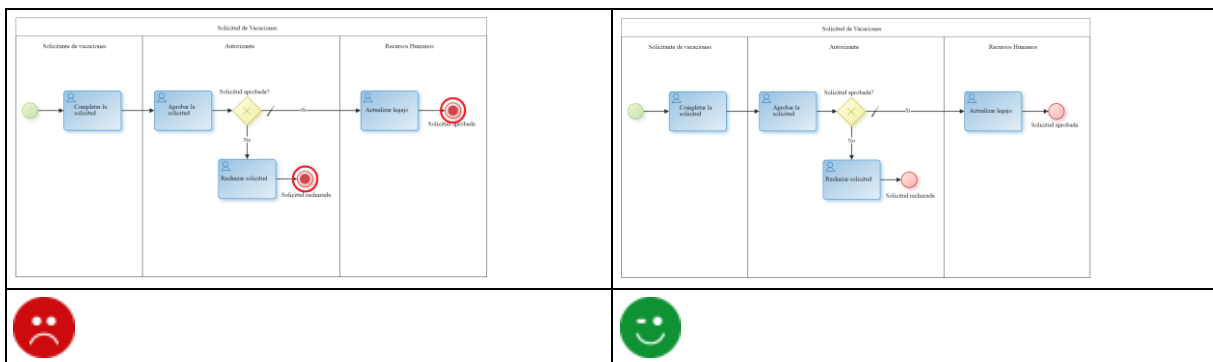 Solicitud de Vacaciones
Solicitante de vacaciones
Autorizante
Recursos Humanos
Solicitud aprobada?
Completar la
solicitud
Aprobar la
solicitud
Si
Actualizar legajo
Solicitud aprobada
No
Rechazar solicitud
Solicitud rechazada
Solicitud de Vacaciones
Solicitante de vacaciones
Autorizante
Recursos Humanos
Solicitud aprobada?
Completar la
solicitud
Aprobar la
solicitud
Si
Actualizar legajo
Solicitud aprobada
No
Rechazar solicitud
Solicitud rechazada